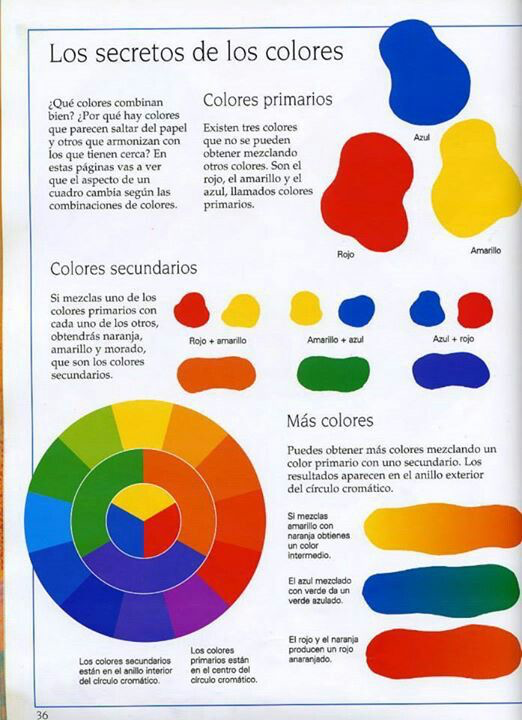 Los secretos de los colores
¿Qué colores combinan
bien? ¿Por qué hay colores
que parecen saltar del papel
y otros que armonizan con
los que tienen cerca? En
estas páginas vas a ver
que el aspecto de un
cuadro cambia según las
combinaciones de colores.
Colores primarios
Existen tres colores
que no se pueden
obtener mezclando
otros colores. Son el
rojo, el amarillo y el
azul, llamados colores
primarios.
Azul
Rojo
Amarillo
Colores secundarios
Si mezclas uno de los
colores primarios con
cada uno de los otros,
obtendrás naranja,
amarillo y morado,
que son los colores
secundarios.
Rojo + amarillo
Amarillo + azul
Azul + rojo
Más colores
Puedes obtener más colores mezclando un
color primario con uno secundario. Los
resultados aparecen en el anillo exterior
del círculo cromático.
Si mezclas
amarillo con
naranja obtienes
un color
intermedio.
El azul mezclado
con verde da un
verde azulado.
El rojo y el naranja
producen un rojo
anaranjado.
Los colores secundarios
están en el anillo interior
del círculo cromático.
Los colores
primarios están
en el centro del
círculo cromático.
36